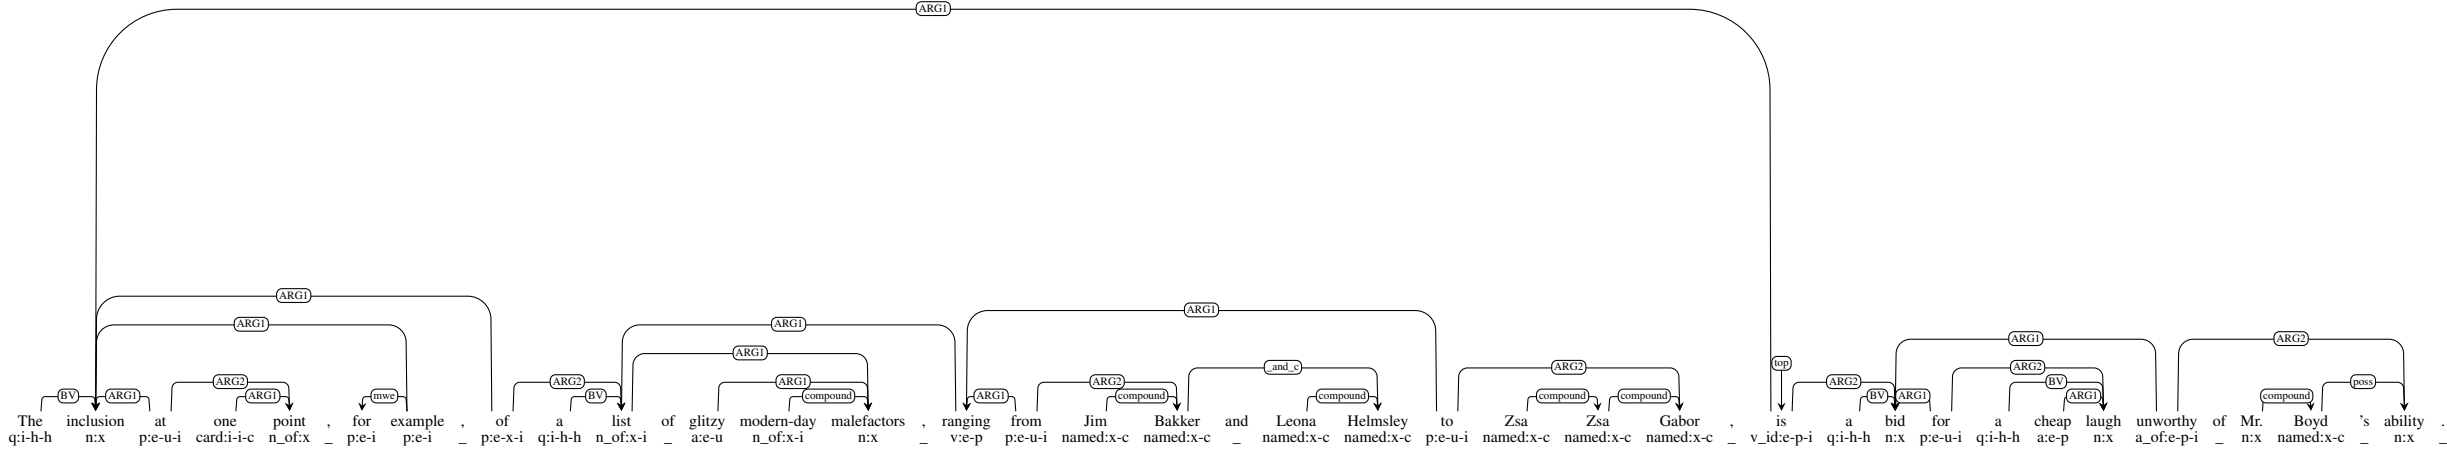 ARG1
ARG1
ARG1 ARG1
ARG1 ARG1
ARG1 ARG2
top
ARG1 _and_c ARG2 ARG2
ARG2 ARG2 ARG1 ARG2 ARG2 BV poss
BV ARG1 ARG1 mwe BV compound ARG1 compound compound compound compound BV ARG1 ARG1 compound
The inclusion at one point , for example , of a list of glitzy modern-day malefactors , ranging from Jim Bakker and Leona Helmsley to Zsa Zsa Gabor , is a bid for a cheap laugh unworthy of Mr. Boyd 's ability .
q:i-h-h n:x p:e-u-i card:i-i-c n_of:x _ p:e-i p:e-i _ p:e-x-i q:i-h-h n_of:x-i _ a:e-u n_of:x-i n:x _ v:e-p p:e-u-i named:x-c named:x-c _ named:x-c named:x-c p:e-u-i named:x-c named:x-c named:x-c _ v_id:e-p-i q:i-h-h n:x p:e-u-i q:i-h-h a:e-p n:x a_of:e-p-i _ n:x named:x-c _ n:x _